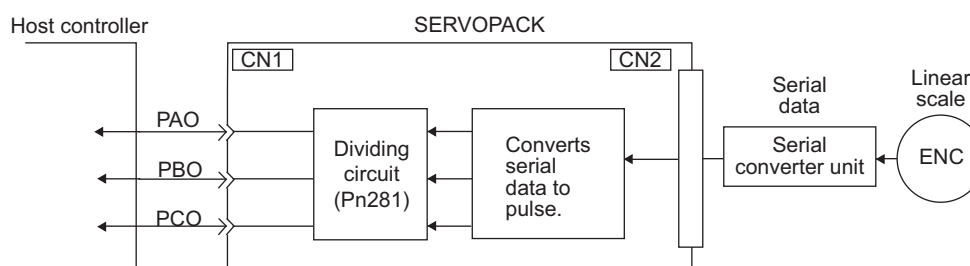 Host controller
SERVOPACK
CN1
CN2
PAO
PBO
PCO
Dividing
circuit
(Pn281)
Converts
serial
data to
pulse.
Serial
data
Serial
converter unit
Linear
scale
ENC